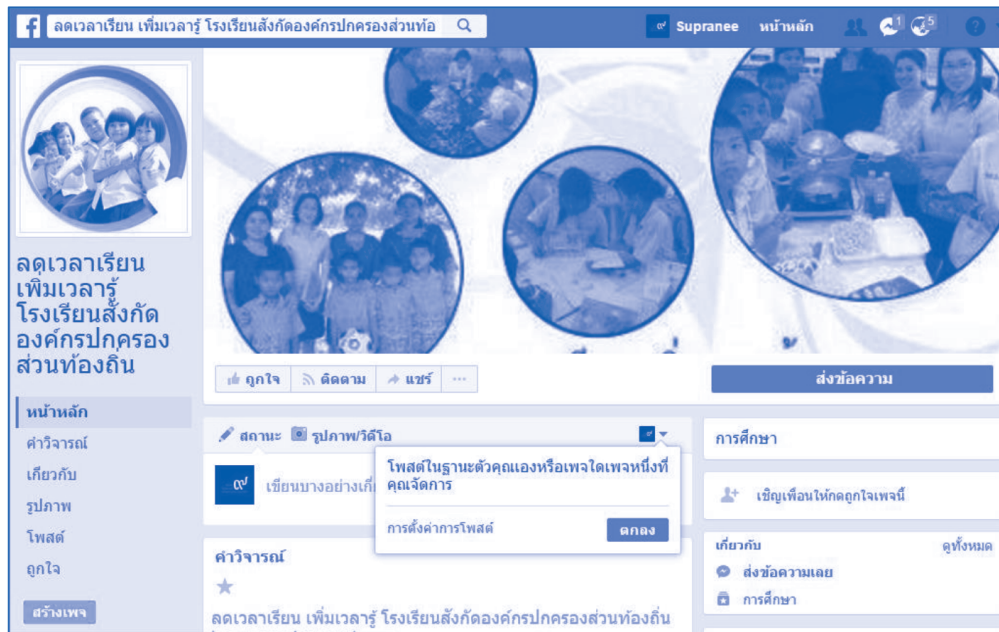 ลดเวลาเรียน เพิ่มเวลารู้ โรงเรียนสังกัดองค์กรปกครองส่วนท้อ
Supranee หน้าหลัก 1 5
ลดเวลาเรียน
เพิ่มเวลารู้
โรงเรียนสังกัด
องค์กรปกครอง
ส่วนท้องถิ่น
ถูกใจ ติดตาม แชร์ ...
ส่งข้อความ
หน้าหลัก
คำวิจารณ์
เกี่ยวกับ
รูปภาพ
โพสต์
ถูกใจ
สร้างเพจ
สถานะ รูปภาพ/วิดีโอ
เขียนบางอย่างเกี่
โพสต์ในฐานะตัวคุณเองหรือเพจใดเพจหนึ่งที่
คุณจัดการ
การตั้งค่าการโพสต์ ตกลง
คำวิจารณ์
ลดเวลาเรียน เพิ่มเวลารู้ โรงเรียนสังกัดองค์กรปกครองส่วนท้องถิ่น
การศึกษา
เชิญเพื่อนให้กดถูกใจเพจนี้
เกี่ยวกับ ดูทั้งหมด
ส่งข้อความเลย
การศึกษา